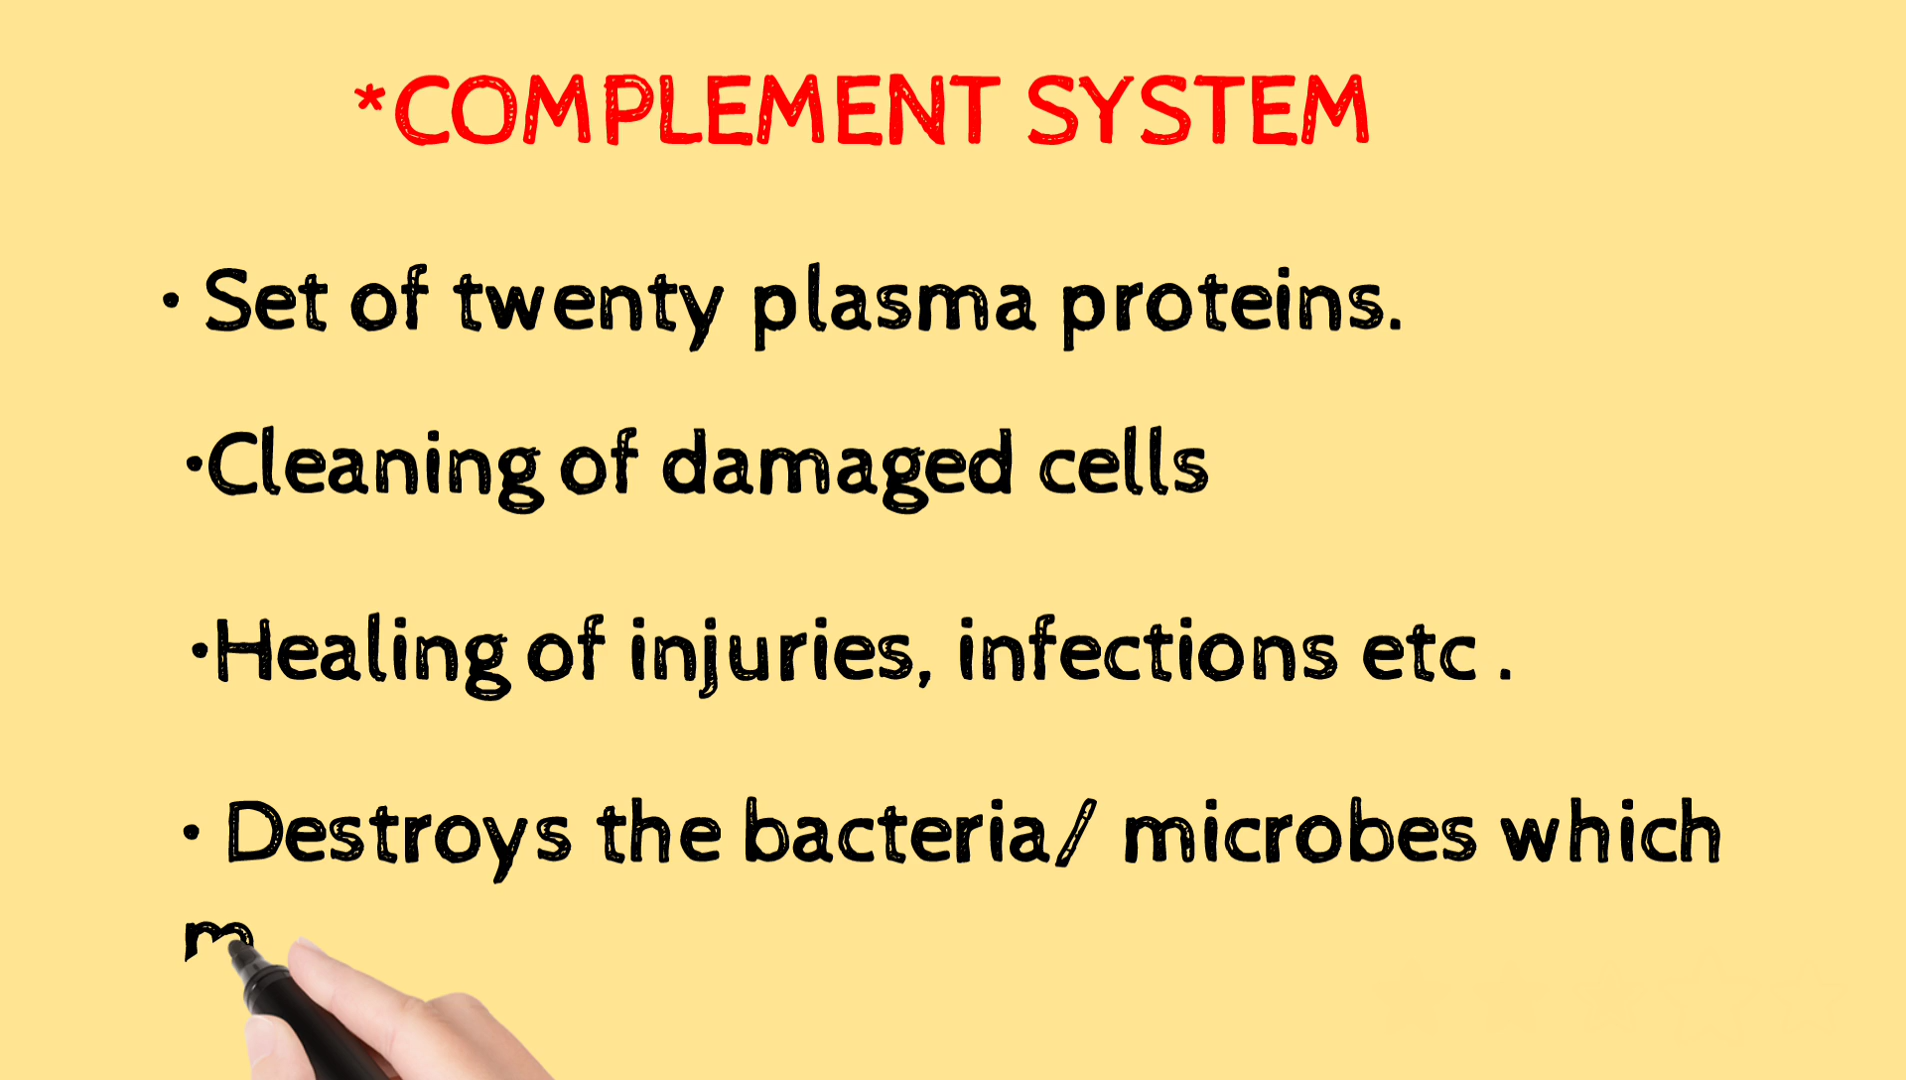 *COMPLEMENT SYSTEM
• Set of twenty plasma proteins.
•Cleaning of damaged cells
•Healing of injuries, infections etc .
• Destroys the bacteria/ microbes which
m